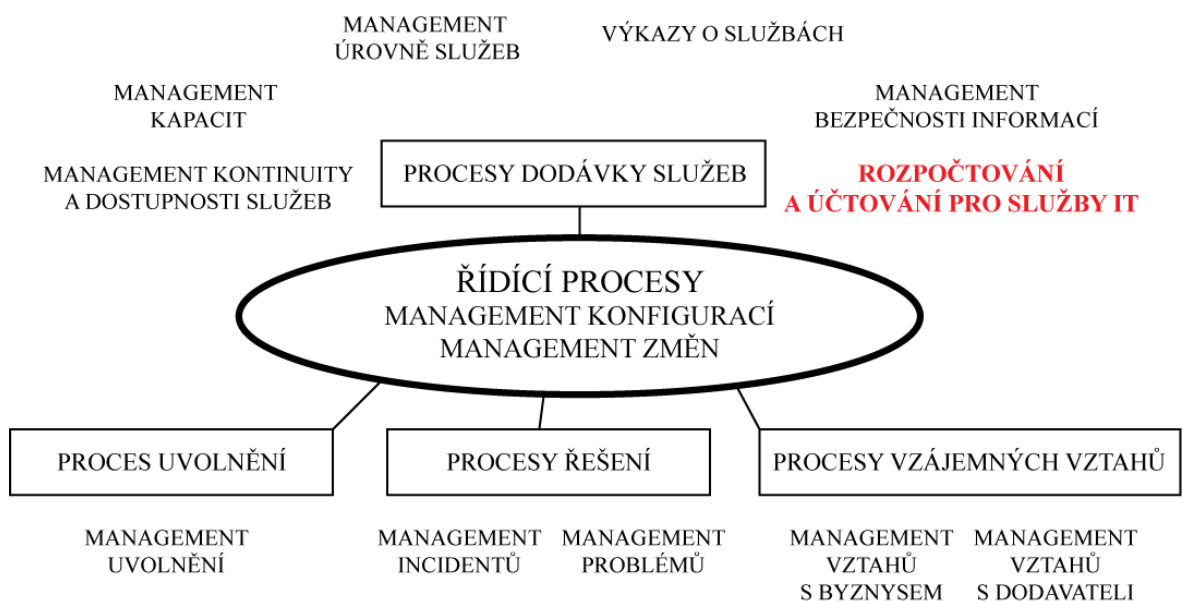 MANAGEMENT
ÚROVNĚ SLUŽEB
VÝKAZY O SLUŽBÁCH
MANAGEMENT
KAPACIT
MANAGEMENT
BEZPEČNOSTI INFORMACÍ
MANAGEMENT KONTINUITY
A DOSTUPNOSTI SLUŽEB
PROCESY DODÁVKY SLUŽEB
ROZPOČTOVÁNÍ
A ÚČTOVÁNÍ PRO SLUŽBY IT
ŘÍDÍCÍ PROCESY
MANAGEMENT KONFIGURACÍ
MANAGEMENT ZMĚN
PROCES UVOLNĚNÍ
PROCESY ŘEŠENÍ
PROCESY VZÁJEMNÝCH VZTAHŮ
MANAGEMENT
UVOLNĚNÍ
MANAGEMENT
INCIDENTŮ
MANAGEMENT
PROBLÉMŮ
MANAGEMENT
VZTAHŮ
S BYZNYSEM
MANAGEMENT
VZTAHŮ
S DODAVATELI